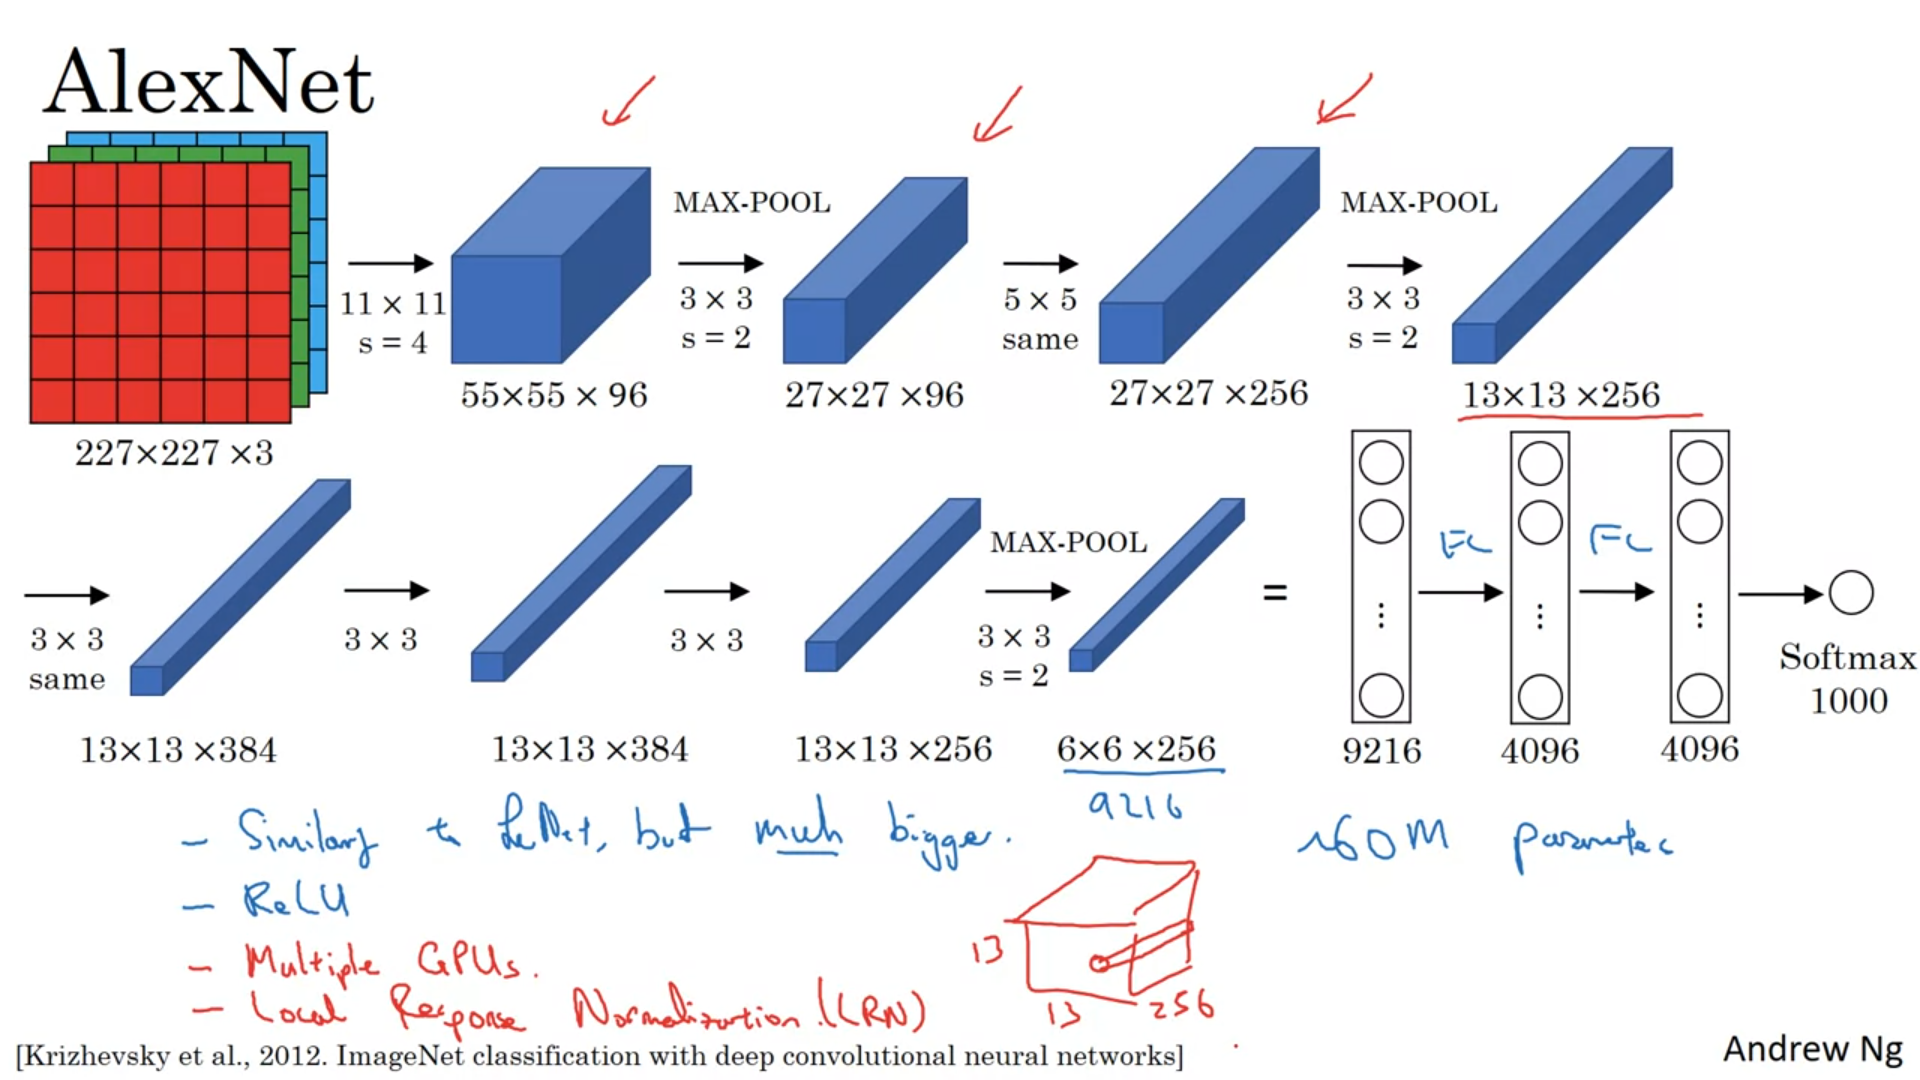 AlexNet
MAX-POOL
MAX-POOL
11 × 11
s = 4
3 × 3
s = 2
5 × 5
same
3 × 3
s = 2
227×227 ×3
55×55 × 96
27×27 ×96
27×27 ×256
13×13 ×256
MAX-POOL
FC
FC
3 × 3
same
3 × 3
3 × 3
3 × 3
s = 2
=
Softmax
1000
13×13 ×384
13×13 ×384
13×13 ×256
6×6 ×256
9216
4096
4096
9216
- Similary to LeNet, but much bigger.
~60M parameters
- ReLU
- Multiple GPUs.
- Local Response Normalization (LRN)
13
13
256
[Krizhevsky et al., 2012. ImageNet classification with deep convolutional neural networks]
Andrew Ng